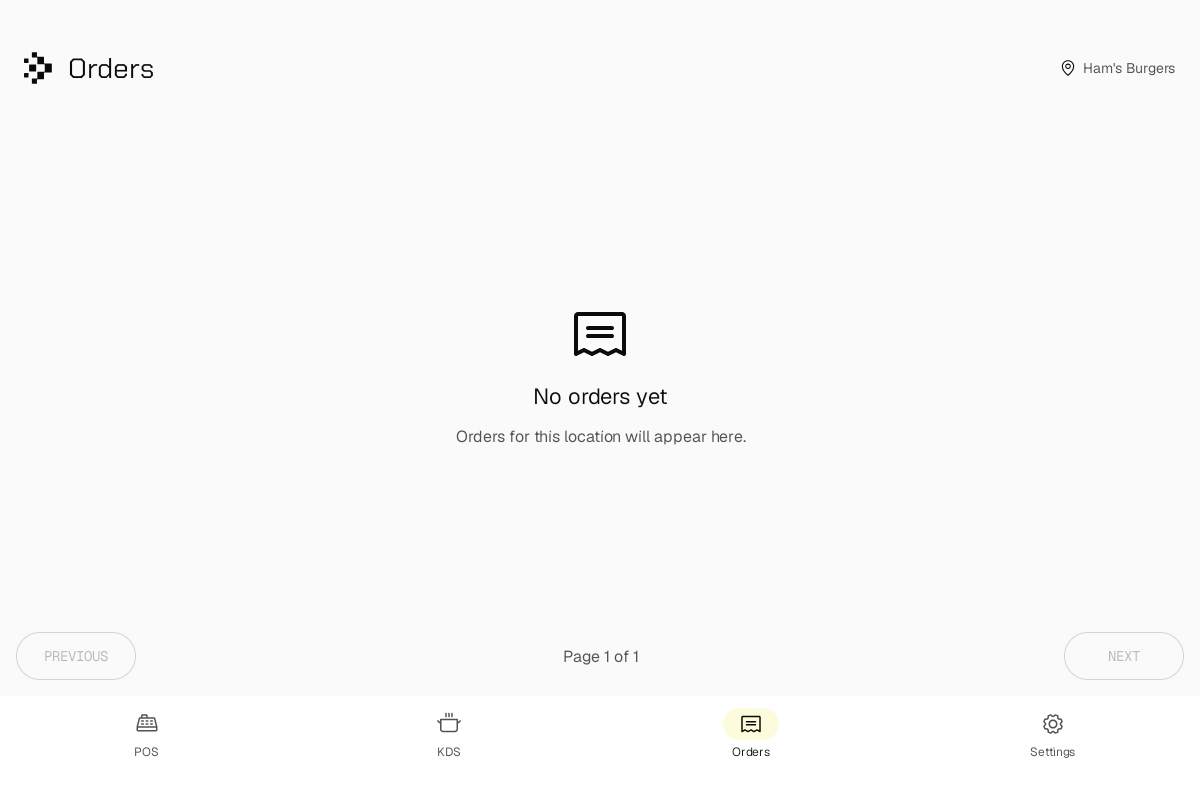 Orders
Ham's Burgers
No orders yet
Orders for this location will appear here.
PREVIOUS
Page 1 of 1
NEXT
POS
KDS
Orders
Settings